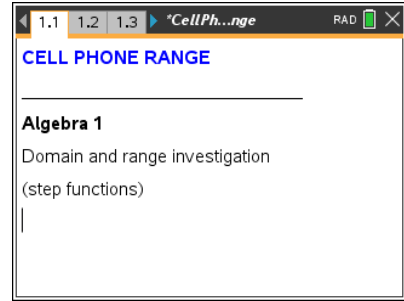 1.1 1.2 1.3 *CellPh...nge RAD
CELL PHONE RANGE
Algebra 1
Domain and range investigation
(step functions)